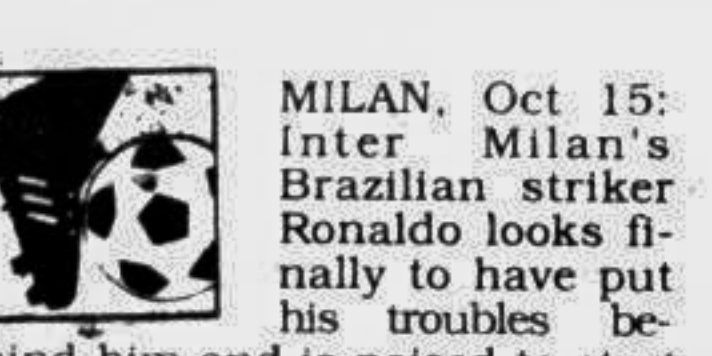 MILAN, Oct 15:
Inter Milan's
Brazilian striker
Ronaldo looks fi-
nally to have put
his troubles be-